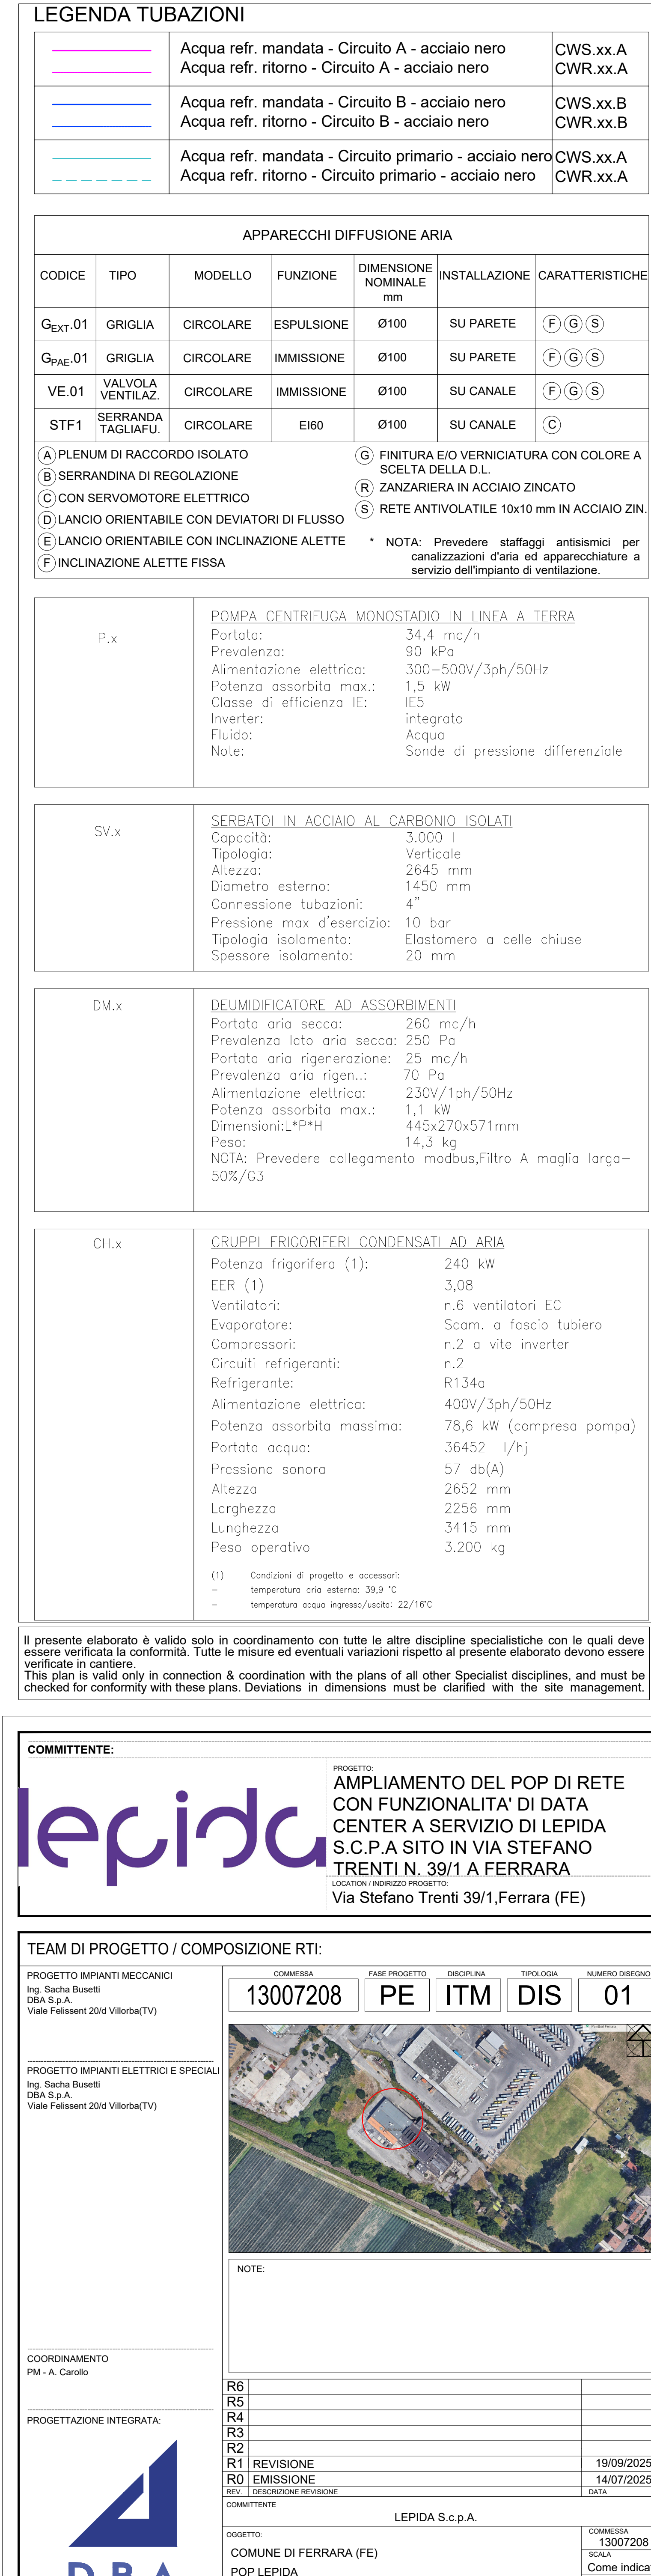 LEGENDA TUBAZIONI
Acqua refr. mandata - Circuito A - acciaio nero CWS.xx.A
Acqua refr. ritorno - Circuito A - acciaio nero CWR.xx.A
Acqua refr. mandata - Circuito B - acciaio nero CWS.xx.B
Acqua refr. ritorno - Circuito B - acciaio nero CWR.xx.B
Acqua refr. mandata - Circuito primario - acciaio nero CWS.xx.A
Acqua refr. ritorno - Circuito primario - acciaio nero CWR.xx.A
APPARECCHI DIFFUSIONE ARIA
CODICE TIPO MODELLO FUNZIONE DIMENSIONE NOMINALE mm INSTALLAZIONE CARATTERISTICHE
GEXT.01 GRIGLIA CIRCOLARE ESPULSIONE Ø100 SU PARETE F G S
GPAE.01 GRIGLIA CIRCOLARE IMMISSIONE Ø100 SU PARETE F G S
VE.01 VALVOLA VENTILAZ. CIRCOLARE IMMISSIONE Ø100 SU CANALE F G S
STF1 SERRANDA TAGLIAFU. CIRCOLARE EI60 Ø100 SU CANALE C
A PLENUM DI RACCORDO ISOLATO
B SERRANDINA DI REGOLAZIONE
C CON SERVOMOTORE ELETTRICO
D LANCIO ORIENTABILE CON DEVIATORI DI FLUSSO
E LANCIO ORIENTABILE CON INCLINAZIONE ALETTE
F INCLINAZIONE ALETTE FISSA
G FINITURA E/O VERNICIATURA CON COLORE A
SCELTA DELLA D.L.
R ZANZARIERA IN ACCIAIO ZINCATO
S RETE ANTIVOLATILE 10x10 mm IN ACCIAIO ZIN.
* NOTA: Prevedere staffaggi antisismici per
canalizzazioni d'aria ed apparecchiature a
servizio dell'impianto di ventilazione.
P.x
POMPA CENTRIFUGA MONOSTADIO IN LINEA A TERRA
Portata: 34,4 mc/h
Prevalenza: 90 kPa
Alimentazione elettrica: 300-500V/3ph/50Hz
Potenza assorbita max.: 1,5 kW
Classe di efficienza IE: IE5
Inverter: integrato
Fluido: Acqua
Note: Sonde di pressione differenziale
SV.x
SERBATOI IN ACCIAIO AL CARBONIO ISOLATI
Capacità: 3.000 l
Tipologia: Verticale
Altezza: 2645 mm
Diametro esterno: 1450 mm
Connessione tubazioni: 4"
Pressione max d'esercizio: 10 bar
Tipologia isolamento: Elastomero a celle chiuse
Spessore isolamento: 20 mm
DM.x
DEUMIDIFICATORE AD ASSORBIMENTI
Portata aria secca: 260 mc/h
Prevalenza lato aria secca: 250 Pa
Portata aria rigenerazione: 25 mc/h
Prevalenza aria rigen..: 70 Pa
Alimentazione elettrica: 230V/1ph/50Hz
Potenza assorbita max.: 1,1 kW
Dimensioni:L*P*H 445x270x571mm
Peso: 14,3 kg
NOTA: Prevedere collegamento modbus,Filtro A maglia larga-
50%/G3
CH.x
GRUPPI FRIGORIFERI CONDENSATI AD ARIA
Potenza frigorifera (1): 240 kW
EER (1) 3,08
Ventilatori: n.6 ventilatori EC
Evaporatore: Scam. a fascio tubiero
Compressori: n.2 a vite inverter
Circuiti refrigeranti: n.2
Refrigerante: R134a
Alimentazione elettrica: 400V/3ph/50Hz
Potenza assorbita massima: 78,6 kW (compresa pompa)
Portata acqua: 36452 l/hj
Pressione sonora 57 db(A)
Altezza 2652 mm
Larghezza 2256 mm
Lunghezza 3415 mm
Peso operativo 3.200 kg
(1) Condizioni di progetto e accessori:
- temperatura aria esterna: 39,9 °C
- temperatura acqua ingresso/uscita: 22/16°C
Il presente elaborato è valido solo in coordinamento con tutte le altre discipline specialistiche con le quali deve
essere verificata la conformità. Tutte le misure ed eventuali variazioni rispetto al presente elaborato devono essere
verificate in cantiere.
This plan is valid only in connection & coordination with the plans of all other Specialist disciplines, and must be
checked for conformity with these plans. Deviations in dimensions must be clarified with the site management.
COMMITTENTE:
lepida
PROGETTO:
AMPLIAMENTO DEL POP DI RETE
CON FUNZIONALITA' DI DATA
CENTER A SERVIZIO DI LEPIDA
S.C.P.A SITO IN VIA STEFANO
TRENTI N. 39/1 A FERRARA
LOCATION / INDIRIZZO PROGETTO:
Via Stefano Trenti 39/1,Ferrara (FE)
TEAM DI PROGETTO / COMPOSIZIONE RTI:
PROGETTO IMPIANTI MECCANICI
Ing. Sacha Busetti
DBA S.p.A.
Viale Felissent 20/d Villorba(TV)
PROGETTO IMPIANTI ELETTRICI E SPECIALI
Ing. Sacha Busetti
DBA S.p.A.
Viale Felissent 20/d Villorba(TV)
COORDINAMENTO
PM - A. Carollo
PROGETTAZIONE INTEGRATA:
DBA
COMMESSA FASE PROGETTO DISCIPLINA TIPOLOGIA NUMERO DISEGNO
13007208 PE ITM DIS 01
NOTE:
R6
R5
R4
R3
R2
R1 REVISIONE 19/09/2025
R0 EMISSIONE 14/07/2025
REV. DESCRIZIONE REVISIONE DATA
COMMITTENTE
LEPIDA S.c.p.A.
OGGETTO:
COMUNE DI FERRARA (FE)
POP LEPIDA
COMMESSA
13007208
SCALA
Come indica